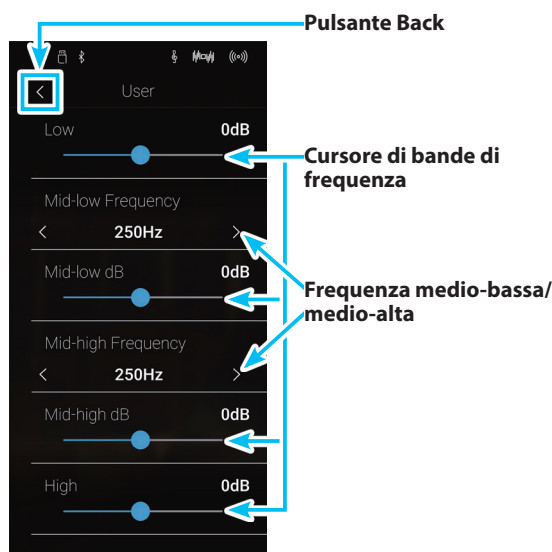 Pulsante Back
User
Low 0dB
Cursore di bande di
frequenza
Mid-low Frequency
250Hz
Mid-low dB 0dB
Frequenza medio-bassa/
medio-alta
Mid-high Frequency
250Hz
Mid-high dB 0dB
High 0dB